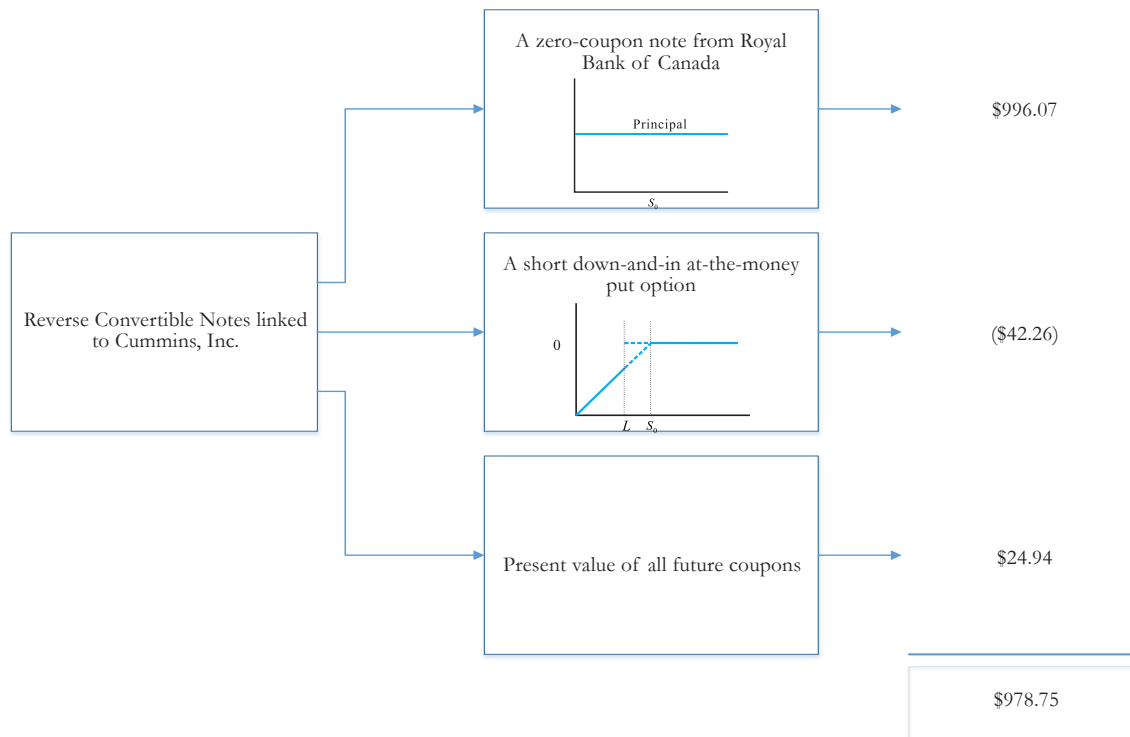 A zero-coupon note from Royal
Bank of Canada
Principal
S₀
$996.07
Reverse Convertible Notes linked
to Cummins, Inc.
A short down-and-in at-the-money
put option
0
L S₀
($42.26)
Present value of all future coupons
$24.94
$978.75